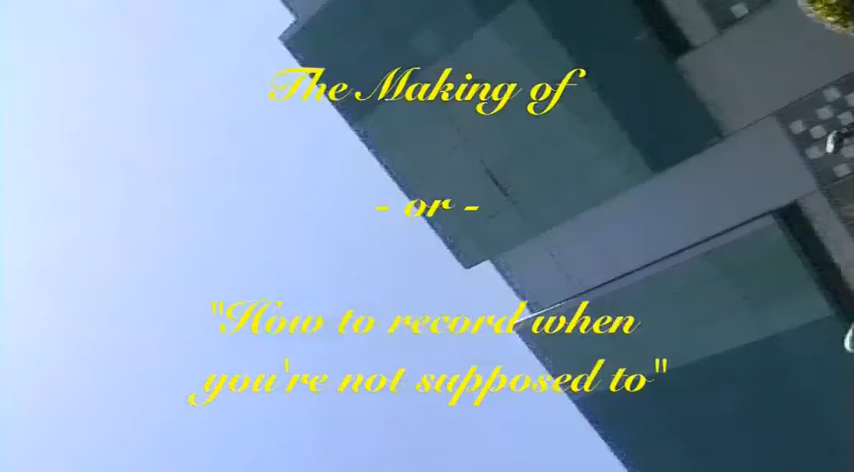 The Making of
- or -
"How to record when
you're not supposed to"